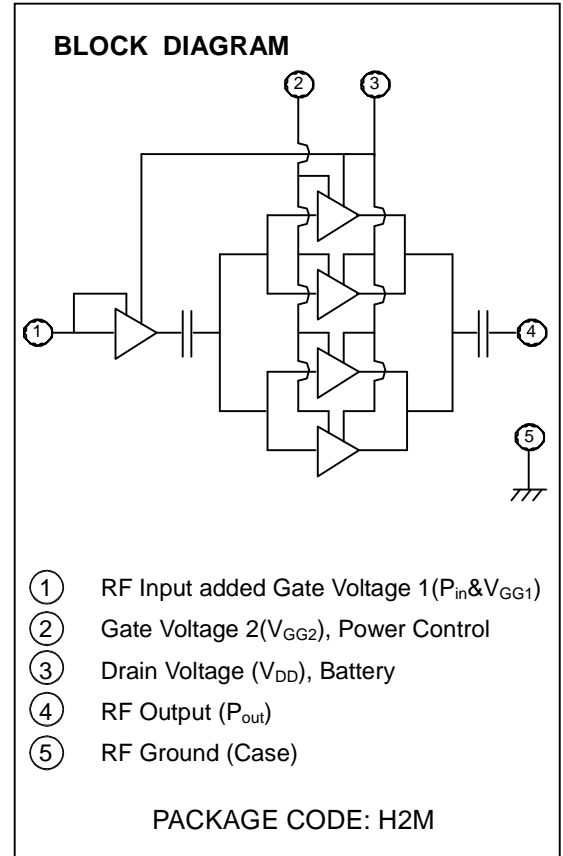 BLOCK DIAGRAM
2 3
1
4
5
1 RF Input added Gate Voltage 1(Pin&VGG1)
2 Gate Voltage 2(VGG2), Power Control
3 Drain Voltage (VDD), Battery
4 RF Output (Pout)
5 RF Ground (Case)
PACKAGE CODE: H2M